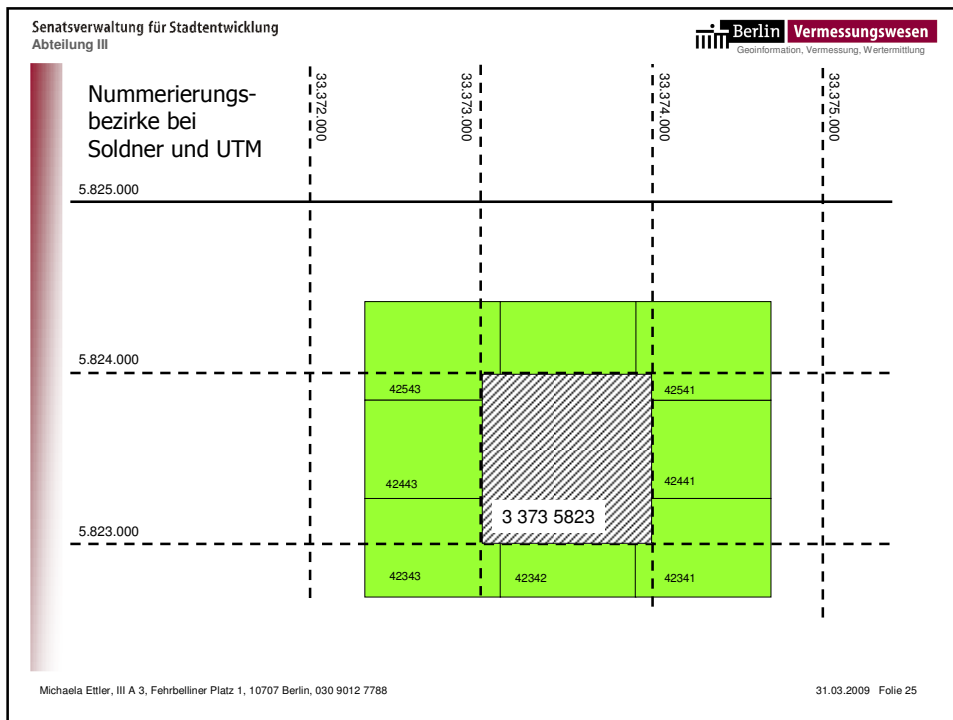 Senatsverwaltung für Stadtentwicklung
Abteilung III
Berlin Vermessungswesen
Geoinformation, Vermessung, Wertermittlung
Nummerierungs-
bezirke bei
Soldner und UTM
33.372.000
33.373.000
33.374.000
33.375.000
5.825.000
5.824.000
42543
42541
42443
42441
3 373 5823
5.823.000
42343
42342
42341
Michaela Ettler, III A 3, Fehrbelliner Platz 1, 10707 Berlin, 030 9012 7788
31.03.2009 Folie 25